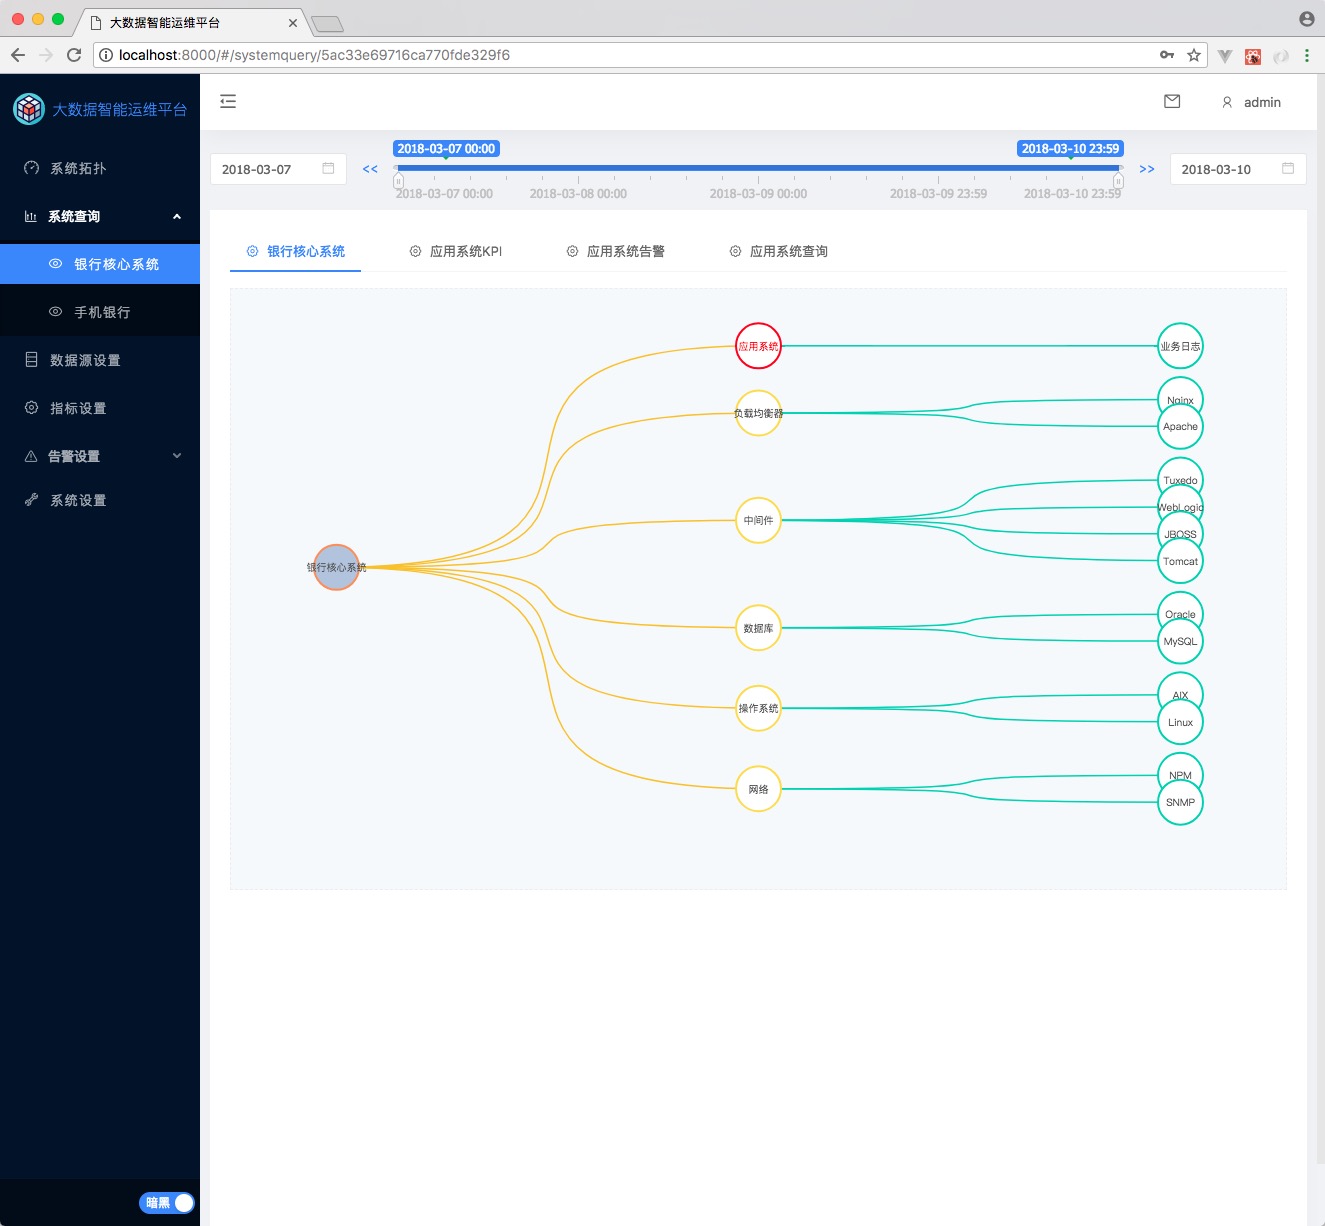 大数据智能运维平台
localhost:8000/#/systemquery/5ac33e69716ca770fde329f6
大数据智能运维平台
admin
系统拓扑
系统查询
银行核心系统
手机银行
数据源设置
指标设置
告警设置
系统设置
暗黑
2018-03-07
<<
2018-03-07 00:00
2018-03-10 23:59
>>
2018-03-10
2018-03-07 00:00
2018-03-08 00:00
2018-03-09 00:00
2018-03-09 23:59
2018-03-10 23:59
银行核心系统
应用系统KPI
应用系统告警
应用系统查询
银行核心系统
应用系统
负载均衡器
中间件
数据库
操作系统
网络
业务日志
Nginx
Apache
Tuxedo
WebLogic
JBOSS
Tomcat
Oracle
MySQL
AIX
Linux
NPM
SNMP